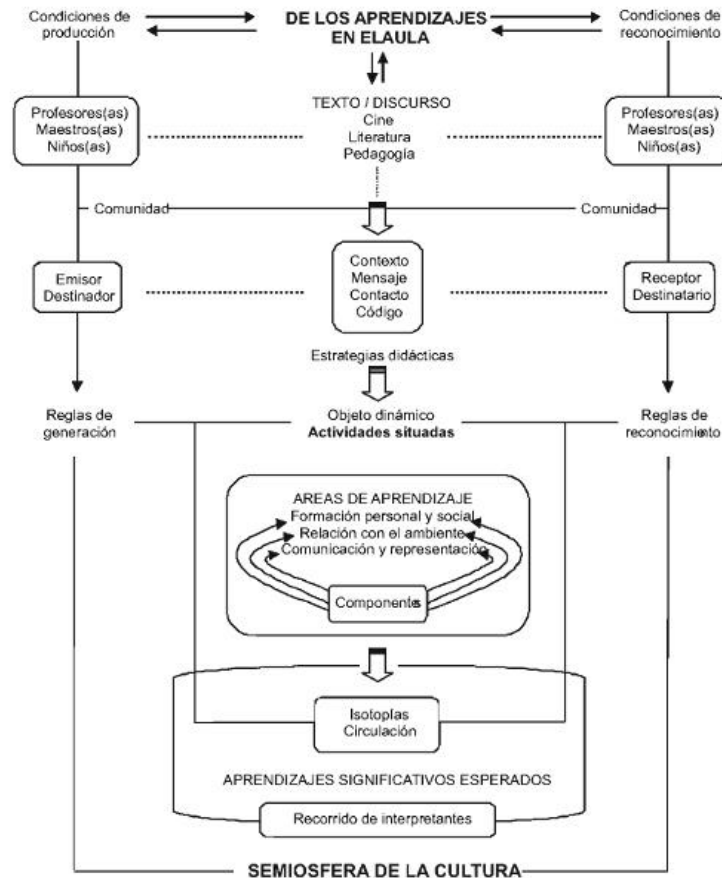 Condiciones de
producción
DE LOS APRENDIZAJES
EN ELAULA
Condiciones de
reconocimiento
Profesores(as)
Maestros(as)
Niños(as)
TEXTO / DISCURSO
Cine
Literatura
Pedagogía
Profesores(as)
Maestros(as)
Niños(as)
Comunidad
Comunidad
Emisor
Destinador
Contexto
Mensaje
Contacto
Código
Receptor
Destinatario
Estrategias didácticas
Reglas de
generación
Objeto dinámico
Actividades situadas
Reglas de
reconocimiento
AREAS DE APRENDIZAJE
Formación personal y social
Relación con el ambiente
Comunicación y representación
Componentes
Isotopías
Circulación
APRENDIZAJES SIGNIFICATIVOS ESPERADOS
Recorrido de interpretantes
SEMIOSFERA DE LA CULTURA